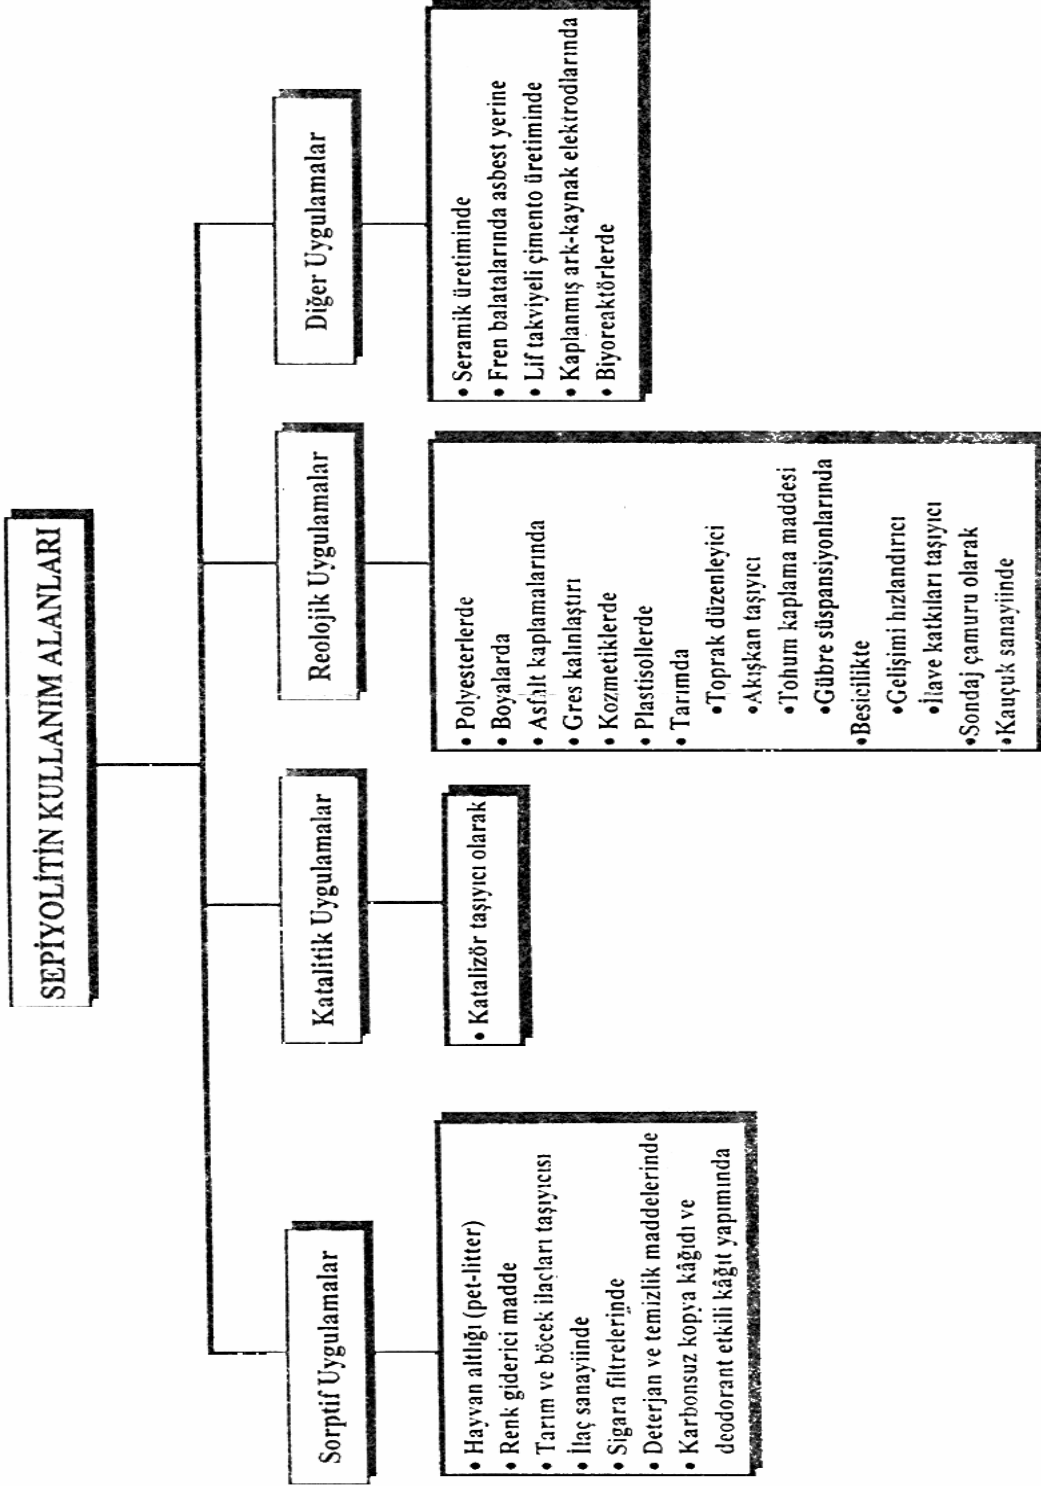 SEPİYOLİTİN KULLANIM ALANLARI
Sorptif Uygulamalar
• Hayvan altlığı (pet-litter)
• Renk giderici madde
• Tarım ve böcek ilaçları taşıyıcısı
• İlaç sanayiinde
• Sigara filtrelerinde
• Deterjan ve temizlik maddelerinde
• Karbonsuz kopya kâğıdı ve
deodorant etkili kâğıt yapımında
Katalitik Uygulamalar
• Katalizör taşıyıcı olarak
Reolojik Uygulamalar
• Polyesterlerde
• Boyalarda
• Asfalt kaplamalarında
• Gres kalınlaştırı
• Kozmetiklerde
• Plastisollerde
• Tarımda
•Toprak düzenleyici
•Akışkan taşıyıcı
•Tohum kaplama maddesi
•Gübre süspansiyonlarında
•Besicilikte
•Gelişimi hızlandırıcı
•İlave katkıları taşıyıcı
•Sondaj çamuru olarak
•Kauçuk sanayiinde
Diğer Uygulamalar
• Seramik üretiminde
• Fren balatalarında asbest yerine
• Lif takviyeli çimento üretiminde
• Kaplanmış ark-kaynak elektrodlarında
• Biyoreaktörlerde